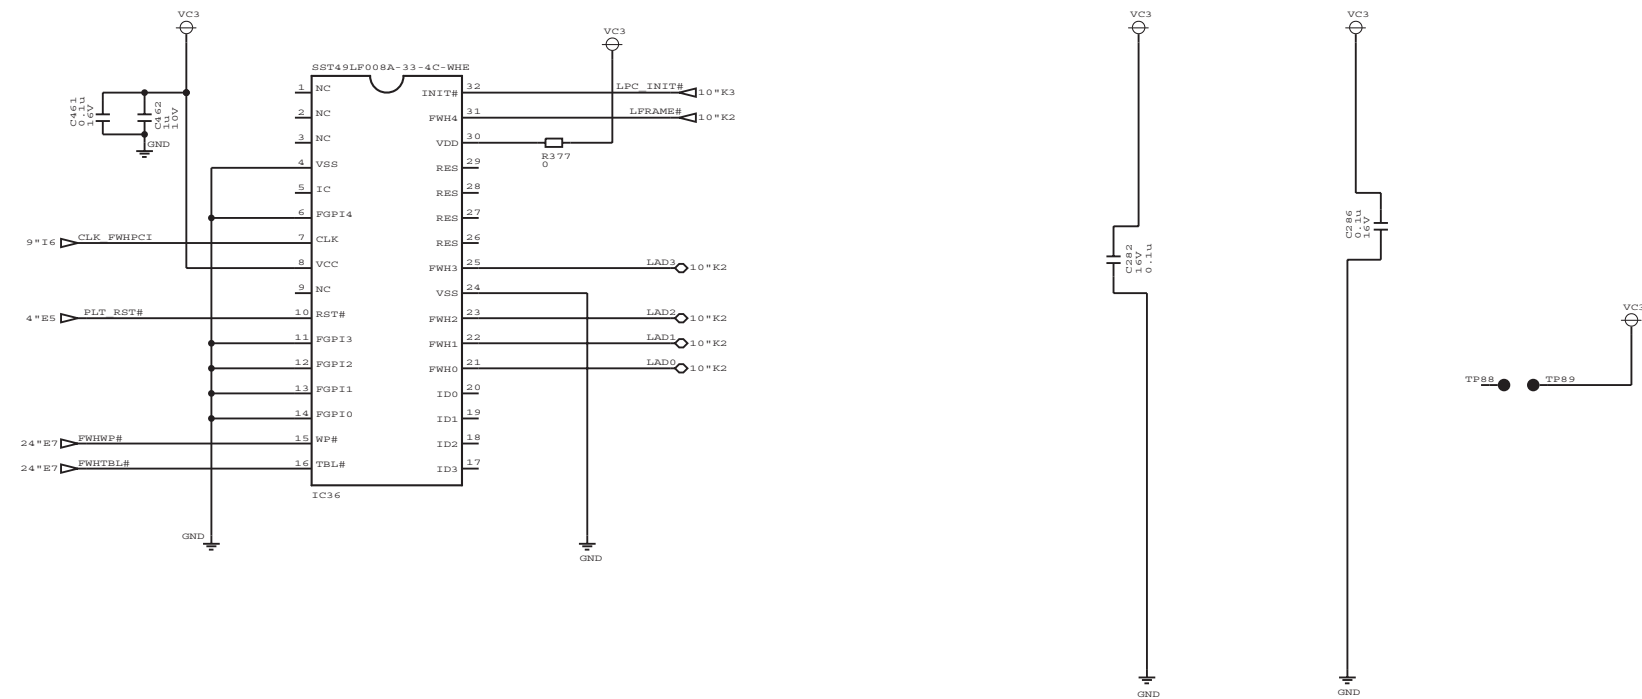 VC3
VC3
VC3
VC3
SST49LF008A-33-4C-WHE
C461
0.1u
16V
C462
1u
10V
GND
1 NC
2 NC
3 NC
4 VSS
5 IC
6 FGPI4
9"I6 CLK_FWHPCI 7 CLK
8 VCC
9 NC
4"E5 PLT_RST# 10 RST#
11 FGPI3
12 FGPI2
13 FGPI1
14 FGPI0
24"E7 FWHWP# 15 WP#
24"E7 FWHTBL# 16 TBL#
INIT# 32 LPC_INIT# 10"K3
FWH4 31 LFRAME# 10"K2
VDD 30
R377
0
RES 29
RES 28
RES 27
RES 26
FWH3 25 LAD3 10"K2
VSS 24
FWH2 23 LAD2 10"K2
FWH1 22 LAD1 10"K2
FWH0 21 LAD0 10"K2
ID0 20
ID1 19
ID2 18
ID3 17
IC36
GND
GND
C282
16V
0.1u
GND
C286
0.1u
16V
GND
VC3
TP88
TP89